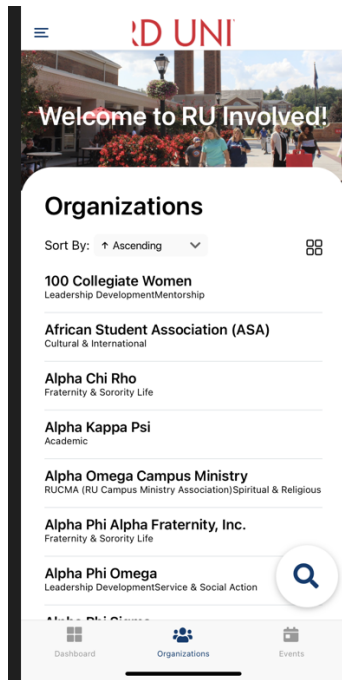 RD UNI
Welcome to RU Involved!
Organizations
Sort By: ↑ Ascending
100 Collegiate Women
Leadership DevelopmentMentorship
African Student Association (ASA)
Cultural & International
Alpha Chi Rho
Fraternity & Sorority Life
Alpha Kappa Psi
Academic
Alpha Omega Campus Ministry
RUCMA (RU Campus Ministry Association)Spiritual & Religious
Alpha Phi Alpha Fraternity, Inc.
Fraternity & Sorority Life
Alpha Phi Omega
Leadership DevelopmentService & Social Action
Alpha Phi Sigma
Dashboard
Organizations
Events